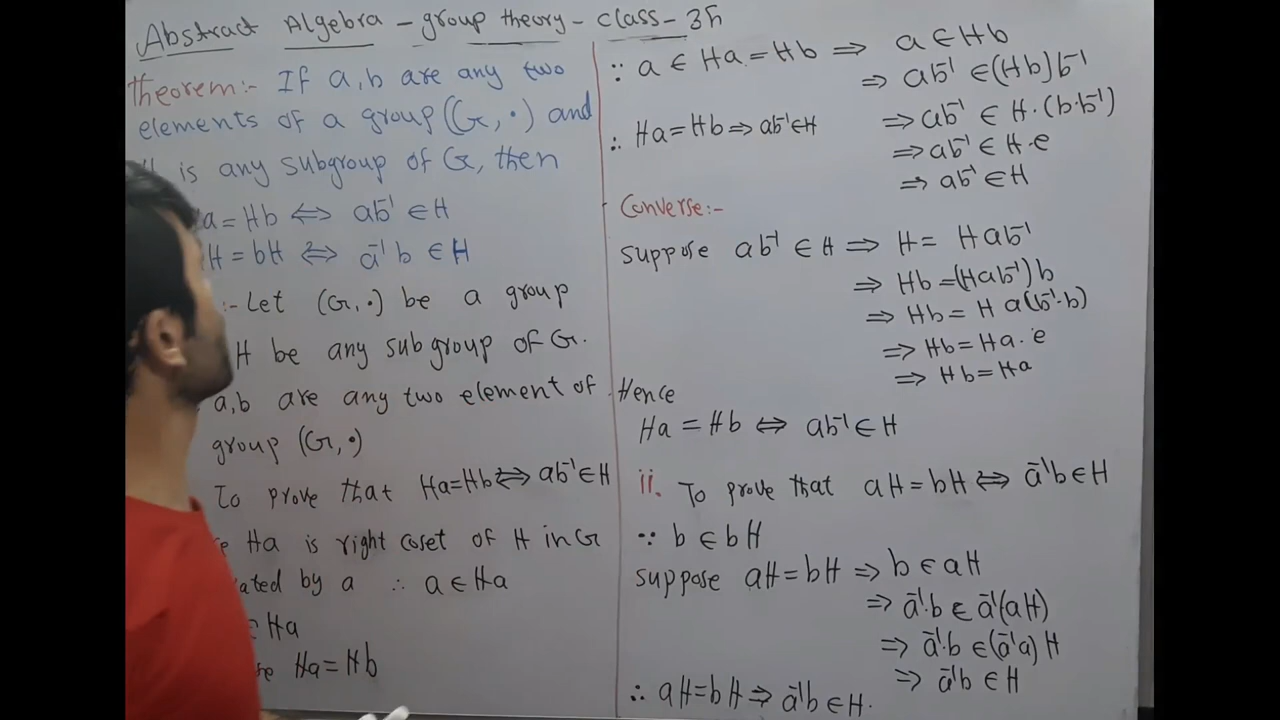 Abstract Algebra - group theory - class - 35
Theorem:- If a,b are any two
elements of a group (G, ·) and
is any subgroup of G, then
a = Hb ⇔ ab⁻¹ ∈ H
H = bH ⇔ a⁻¹b ∈ H
:- Let (G, ·) be a group
H be any subgroup of G.
a,b are any two element of
group (G, ·)
To prove that Ha=Hb ⇔ ab⁻¹ ∈ H
Ha is right coset of H in G
by a ∴ a ∈ Ha
∈ Ha
Ha = Hb
∵ a ∈ Ha = Hb ⇒ a ∈ Hb
⇒ ab⁻¹ ∈ (Hb)b⁻¹
⇒ ab⁻¹ ∈ H·(b·b⁻¹)
∴ Ha = Hb ⇒ ab⁻¹ ∈ H
⇒ ab⁻¹ ∈ H·e
⇒ ab⁻¹ ∈ H
Converse:-
suppose ab⁻¹ ∈ H ⇒ H = Hab⁻¹
⇒ Hb = (Hab⁻¹)b
⇒ Hb = H a(b⁻¹·b)
⇒ Hb = Ha·e
⇒ Hb = Ha
Hence
Ha = Hb ⇔ ab⁻¹ ∈ H
ii. To prove that aH = bH ⇔ a⁻¹b ∈ H
∵ b ∈ bH
suppose aH = bH ⇒ b ∈ aH
⇒ a⁻¹·b ∈ a⁻¹(aH)
⇒ a⁻¹·b ∈ (a⁻¹a)H
⇒ a⁻¹b ∈ H
∴ aH = bH ⇒ a⁻¹b ∈ H.